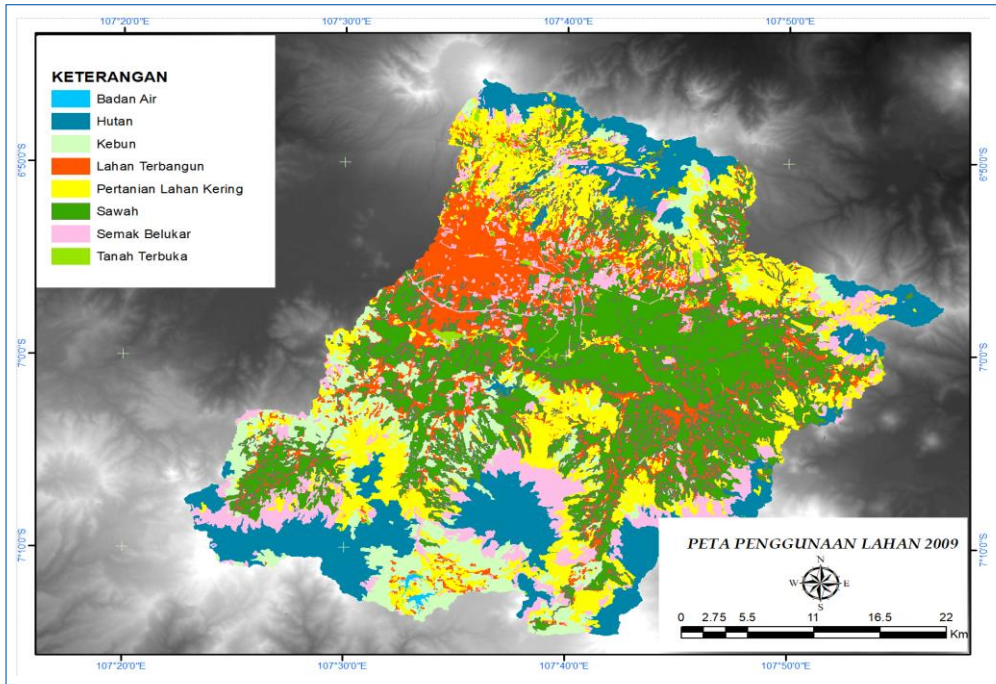 107°20'0"E 107°30'0"E 107°40'0"E 107°50'0"E
KETERANGAN
Badan Air
Hutan
Kebun
Lahan Terbangun
Pertanian Lahan Kering
Sawah
Semak Belukar
Tanah Terbuka
6°50'0"S 6°50'0"S
7°0'0"S 7°0'0"S
7°10'0"S 7°10'0"S
PETA PENGGUNAAN LAHAN 2009
N
W E
S
0 2.75 5.5 11 16.5 22
Km
107°20'0"E 107°30'0"E 107°40'0"E 107°50'0"E